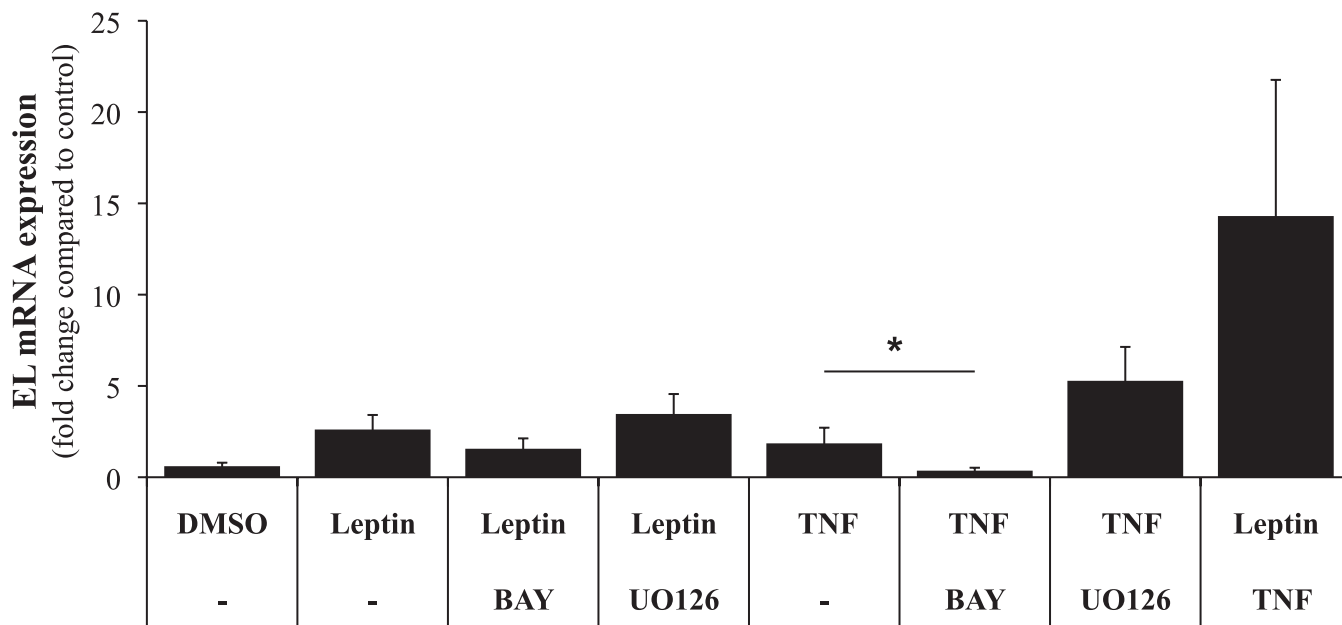 EL mRNA expression
(fold change compared to control)
25
20
15
10
5
0
*
DMSO Leptin Leptin Leptin TNF TNF TNF Leptin
- - BAY UO126 - BAY UO126 TNF